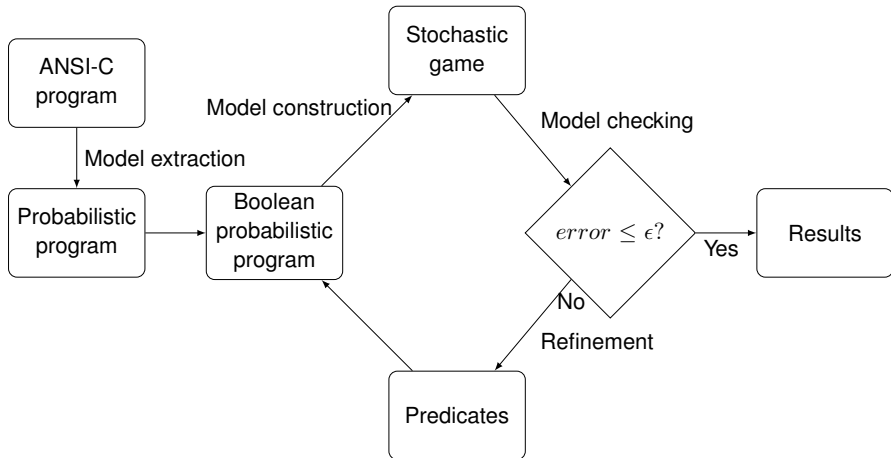 Stochastic
game
ANSI-C
program
Model construction
Model checking
Model extraction
Probabilistic
program
Boolean
probabilistic
program
error ≤ ϵ?
Yes
Results
No
Refinement
Predicates